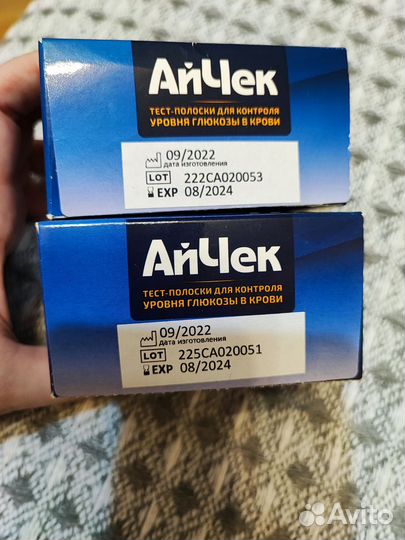 АйЧек
ТЕСТ-ПОЛОСКИ ДЛЯ КОНТРОЛЯ
УРОВНЯ ГЛЮКОЗЫ В КРОВИ
09/2022
дата изготовления
LOT 222CA020053
EXP 08/2024
АйЧек
ТЕСТ-ПОЛОСКИ ДЛЯ КОНТРОЛЯ
УРОВНЯ ГЛЮКОЗЫ В КРОВИ
09/2022
дата изготовления
LOT 225CA020051
EXP 08/2024
Avito